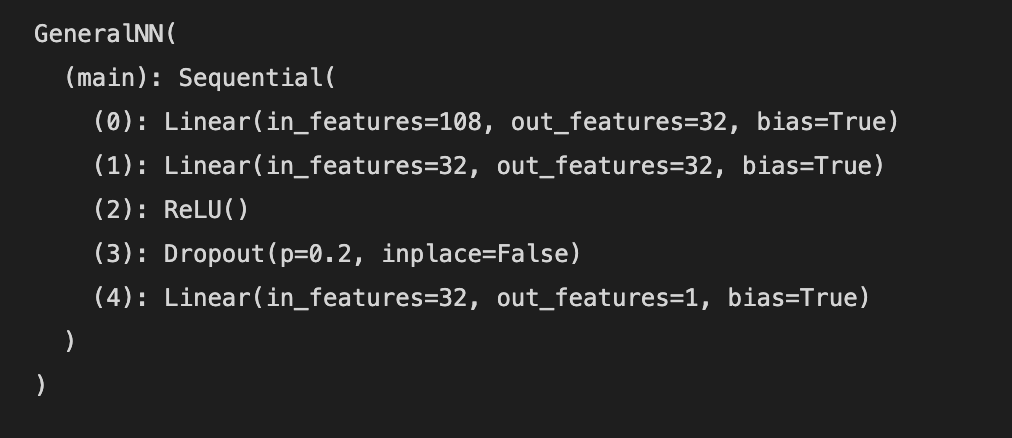 GeneralNN(
  (main): Sequential(
    (0): Linear(in_features=108, out_features=32, bias=True)
    (1): Linear(in_features=32, out_features=32, bias=True)
    (2): ReLU()
    (3): Dropout(p=0.2, inplace=False)
    (4): Linear(in_features=32, out_features=1, bias=True)
  )
)